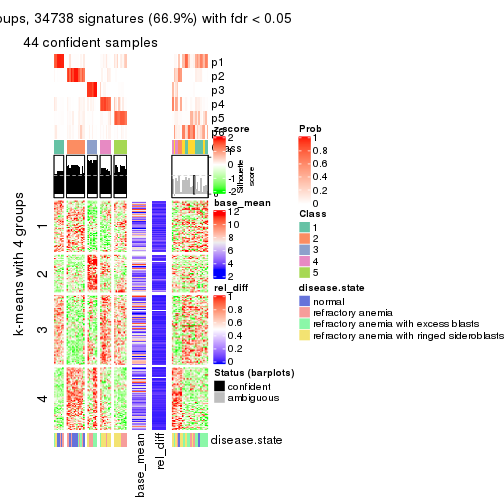 oups, 34738 signatures (66.9%) with fdr < 0.05
44 confident samples
p1
p2
p3
p4
p5
z-score
2
1
0
-1
-2
Silhouette
score
base_mean
12
10
8
6
4
2
rel_diff
1
0.8
0.6
0.4
0.2
0
Status (barplots)
confident
ambiguous
Prob
1
0.8
0.6
0.4
0.2
0
Class
1
2
3
4
5
disease.state
normal
refractory anemia
refractory anemia with excess blasts
refractory anemia with ringed sideroblasts
k-means with 4 groups
1
2
3
4
disease.state
base_mean
rel_diff